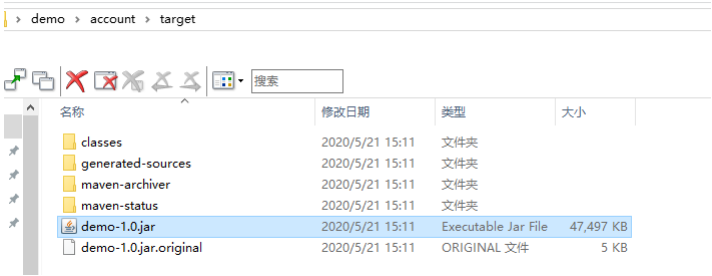 demo › account › target
搜索
名称 修改日期 类型 大小
classes 2020/5/21 15:11 文件夹
generated-sources 2020/5/21 15:11 文件夹
maven-archiver 2020/5/21 15:11 文件夹
maven-status 2020/5/21 15:11 文件夹
demo-1.0.jar 2020/5/21 15:11 Executable Jar File 47,497 KB
demo-1.0.jar.original 2020/5/21 15:11 ORIGINAL 文件 5 KB